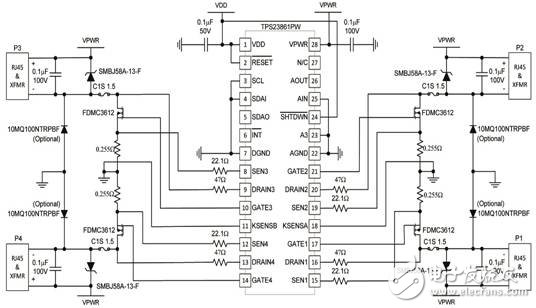 VDD
VPWR
TPS23861PW
0.1µF
50V
0.1µF
100V
1 VDD
2 RESET
3 SCL
4 SDAI
5 SDAO
6 INT
7 DGND
8 SEN3
9 DRAIN3
10 GATE3
11 KSENSB
12 SEN4
13 DRAIN4
14 GATE4
VPWR 28
N/C 27
AOUT 26
AIN 25
SHTDWN 24
A3 23
AGND 22
GATE2 21
DRAIN2 20
SEN2 19
KSENSA 18
GATE1 17
DRAIN1 16
SEN1 15
P3
RJ45
&
XFMR
0.1µF
100V
VPWR
SMBJ58A-13-F
C1S 1.5
FDMC3612
10MQ100NTRPBF
(Optional)
0.255Ω
22.1Ω
47Ω
0.255Ω
10MQ100NTRPBF
(Optional)
FDMC3612
22.1Ω
47Ω
P4
RJ45
&
XFMR
0.1µF
100V
C1S 1.5
SMBJ58A-13-F
VPWR
P2
RJ45
&
XFMR
0.1µF
100V
VPWR
SMBJ58A-13-F
C1S 1.5
FDMC3612
10MQ100NTRPBF
(Optional)
0.255Ω
47Ω
22.1Ω
0.255Ω
10MQ100NTRPBF
(Optional)
FDMC3612
47Ω
22.1Ω
P1
RJ45
&
XFMR
0.1µF
100V
C1S 1.5
SMBJ58A-13-F
VPWR
电子发烧友